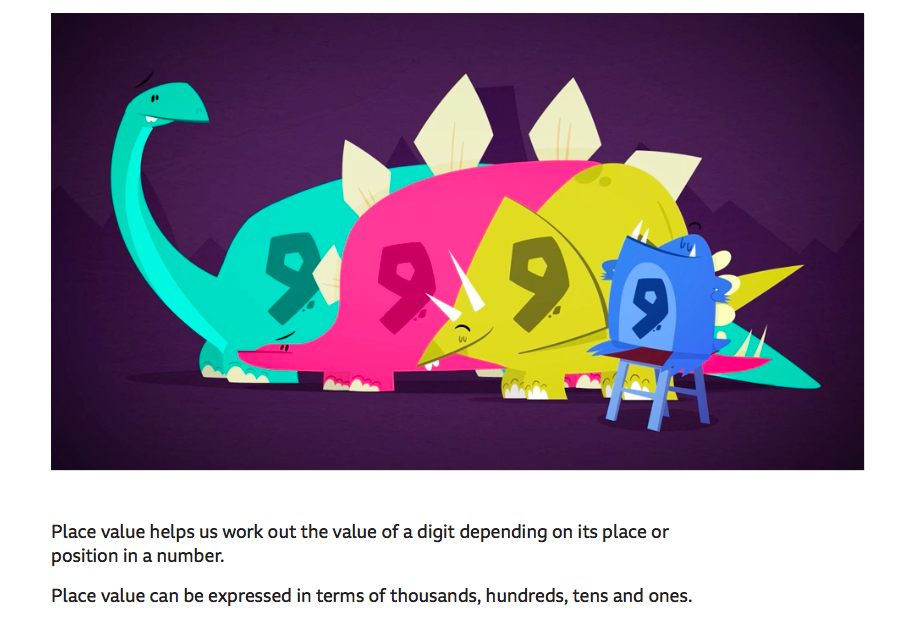 9 9 9 9
Place value helps us work out the value of a digit depending on its place or
position in a number.
Place value can be expressed in terms of thousands, hundreds, tens and ones.